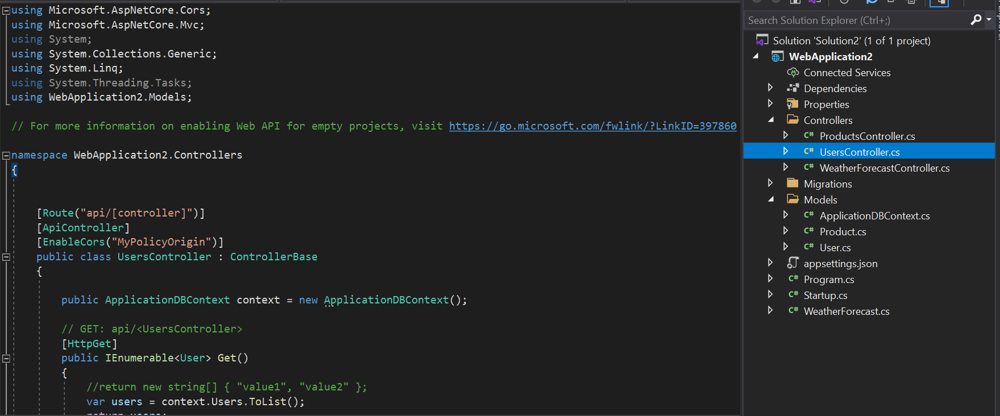 using Microsoft.AspNetCore.Cors;
using Microsoft.AspNetCore.Mvc;
using System;
using System.Collections.Generic;
using System.Linq;
using System.Threading.Tasks;
using WebApplication2.Models;
// For more information on enabling Web API for empty projects, visit https://go.microsoft.com/fwlink/?LinkID=397860
namespace WebApplication2.Controllers
{
[Route("api/[controller]")]
[ApiController]
[EnableCors("MyPolicyOrigin")]
public class UsersController : ControllerBase
{
public ApplicationDBContext context = new ApplicationDBContext();
// GET: api/<UsersController>
[HttpGet]
public IEnumerable<User> Get()
{
//return new string[] { "value1", "value2" };
var users = context.Users.ToList();
return users;
Search Solution Explorer (Ctrl+;)
Solution 'Solution2' (1 of 1 project)
WebApplication2
Connected Services
Dependencies
Properties
Controllers
C# ProductsController.cs
C# UsersController.cs
C# WeatherForecastController.cs
Migrations
Models
C# ApplicationDBContext.cs
C# Product.cs
C# User.cs
appsettings.json
C# Program.cs
C# Startup.cs
C# WeatherForecast.cs